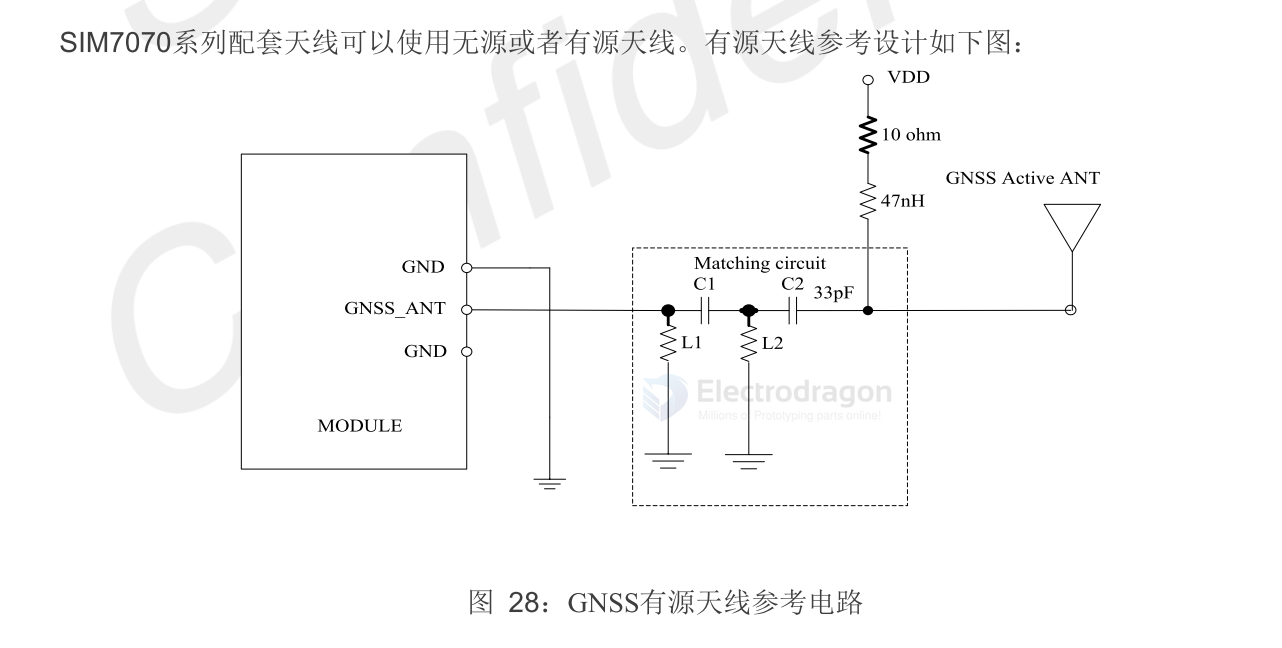 SIM7070系列配套天线可以使用无源或者有源天线。有源天线参考设计如下图：
VDD
10 ohm
GNSS Active ANT
47nH
GND
Matching circuit
C1
C2
33pF
GNSS_ANT
L1
L2
GND
Electrodragon
Millions of Prototyping parts online!
MODULE
图 28：GNSS有源天线参考电路